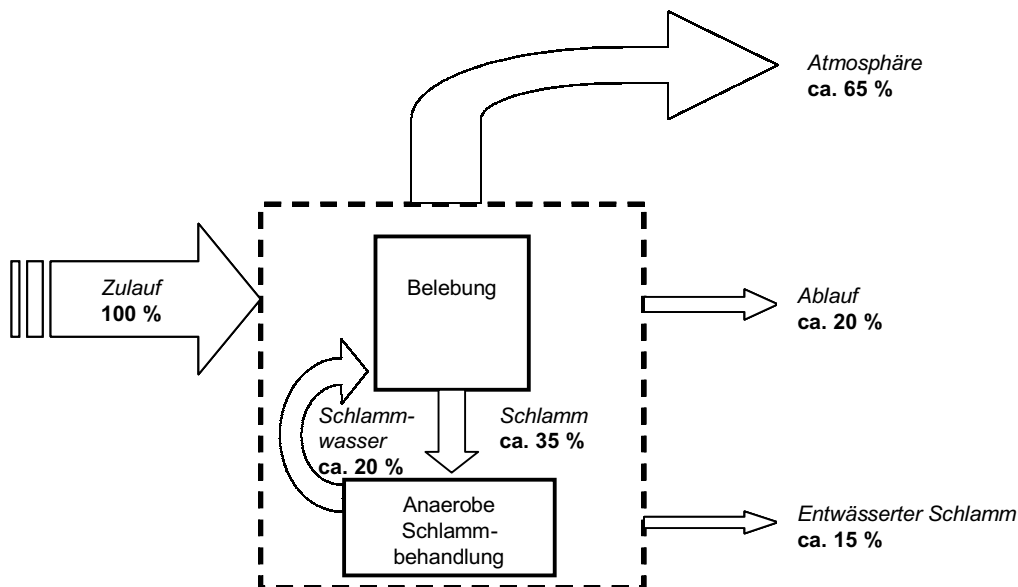 Atmosphäre
ca. 65 %
Zulauf
100 %
Belebung
Ablauf
ca. 20 %
Schlamm-
wasser
ca. 20 %
Schlamm
ca. 35 %
Anaerobe
Schlamm-
behandlung
Entwässerter Schlamm
ca. 15 %